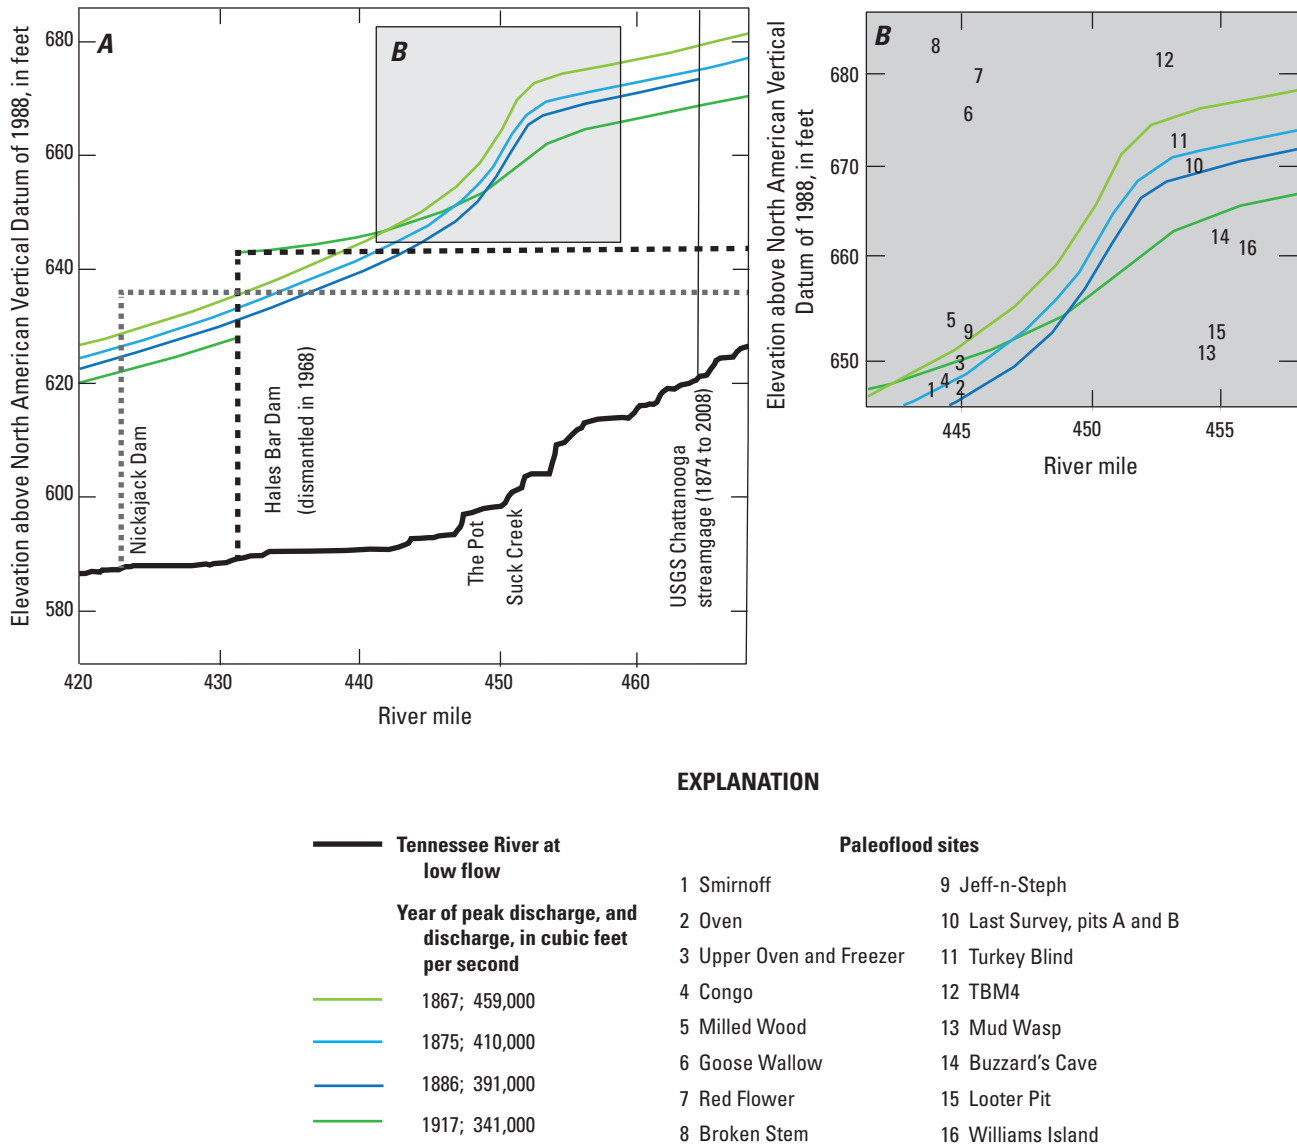 A
B
Elevation above North American Vertical Datum of 1988, in feet
680
660
640
620
600
580
Nickajack Dam
Hales Bar Dam
(dismantled in 1968)
The Pot
Suck Creek
USGS Chattanooga
streamgage (1874 to 2008)
420
430
440
450
460
River mile
B
Elevation above North American Vertical
Datum of 1988, in feet
680
670
660
650
8
7
6
12
11
10
14
16
5
9
15
13
3
4
1
2
445
450
455
River mile
EXPLANATION
Tennessee River at
low flow
Year of peak discharge, and
discharge, in cubic feet
per second
1867; 459,000
1875; 410,000
1886; 391,000
1917; 341,000
Paleoflood sites
1 Smirnoff
2 Oven
3 Upper Oven and Freezer
4 Congo
5 Milled Wood
6 Goose Wallow
7 Red Flower
8 Broken Stem
9 Jeff-n-Steph
10 Last Survey, pits A and B
11 Turkey Blind
12 TBM4
13 Mud Wasp
14 Buzzard's Cave
15 Looter Pit
16 Williams Island